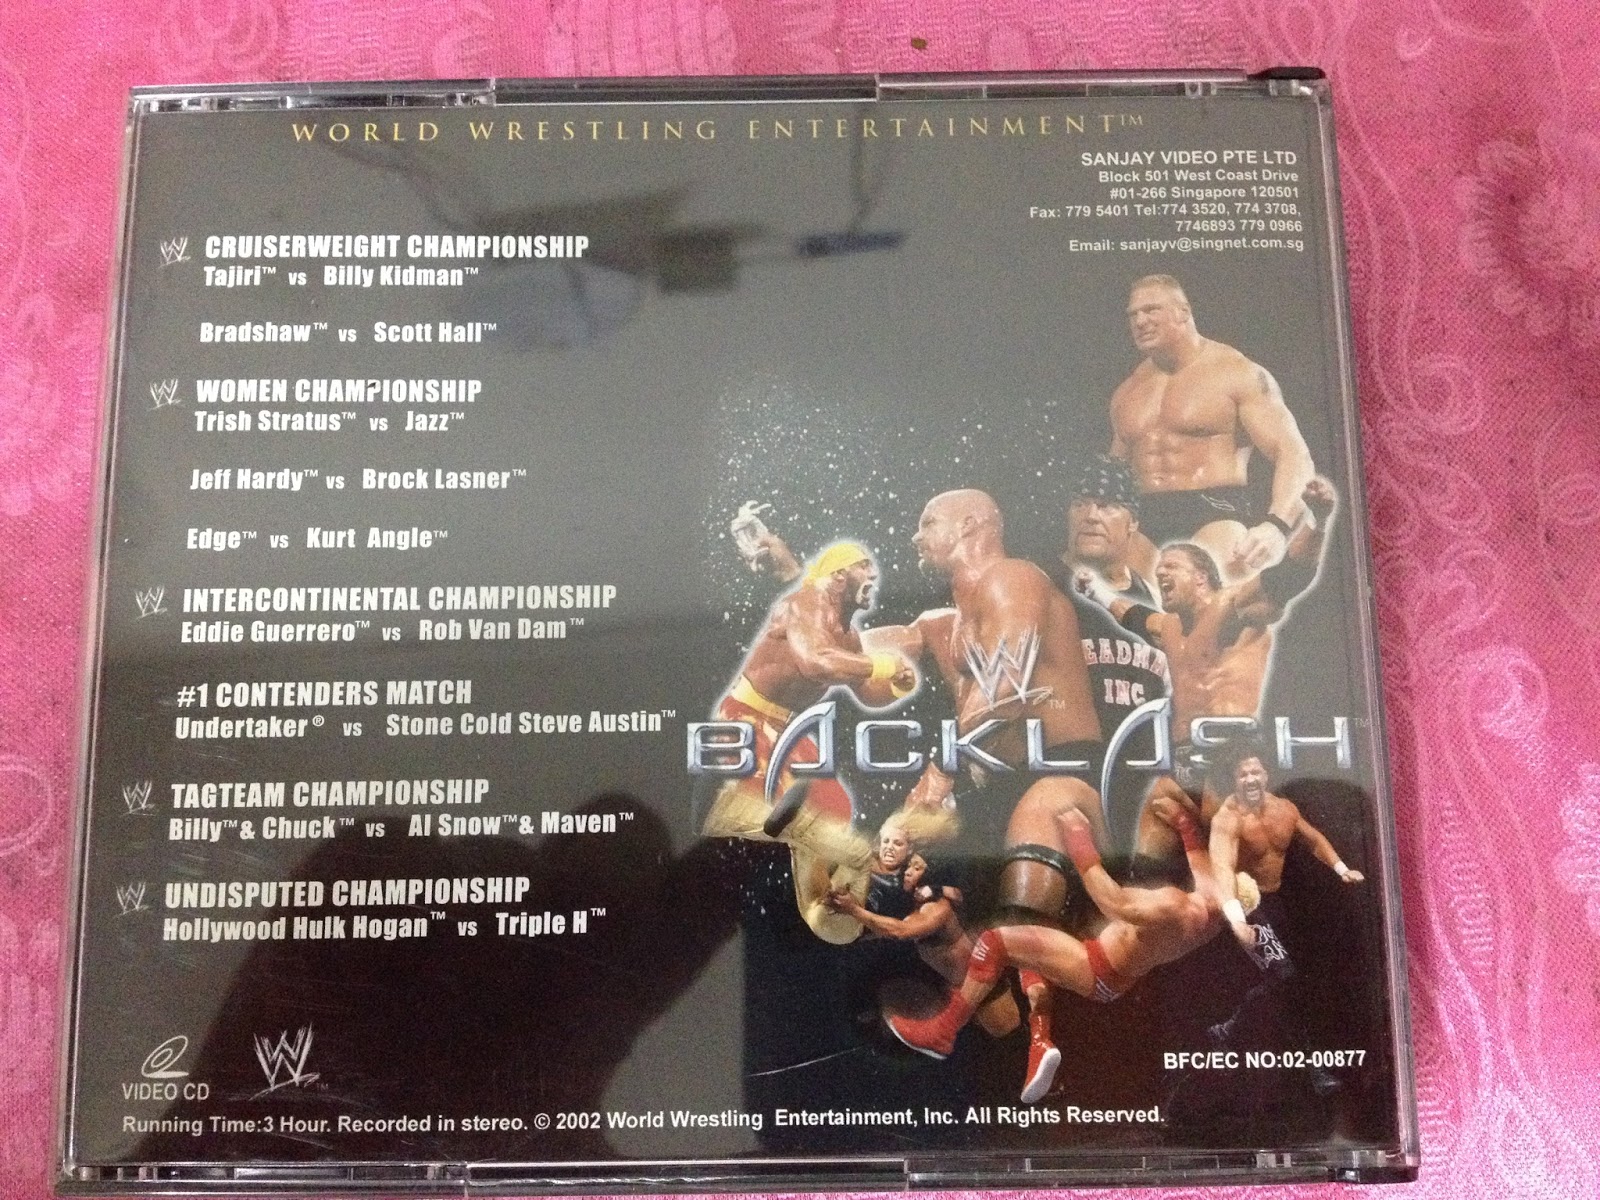 WORLD WRESTLING ENTERTAINMENT™
SANJAY VIDEO PTE LTD
Block 501 West Coast Drive
#01-266 Singapore 120501
Fax: 779 5401 Tel:774 3520, 774 3708,
7746893 779 0966
Email: sanjayv@singnet.com.sg
W CRUISERWEIGHT CHAMPIONSHIP
Tajiri™ vs Billy Kidman™
Bradshaw™ vs Scott Hall™
W WOMEN CHAMPIONSHIP
Trish Stratus™ vs Jazz™
Jeff Hardy™ vs Brock Lasner™
Edge™ vs Kurt Angle™
W INTERCONTINENTAL CHAMPIONSHIP
Eddie Guerrero™ vs Rob Van Dam™
#1 CONTENDERS MATCH
Undertaker® vs Stone Cold Steve Austin™
W TAGTEAM CHAMPIONSHIP
Billy™ & Chuck™ vs Al Snow™ & Maven™
W UNDISPUTED CHAMPIONSHIP
Hollywood Hulk Hogan™ vs Triple H™
EADMA
INC
W™
BACKLASH™
VIDEO CD
W™
BFC/EC NO:02-00877
Running Time:3 Hour. Recorded in stereo. © 2002 World Wrestling Entertainment, Inc. All Rights Reserved.